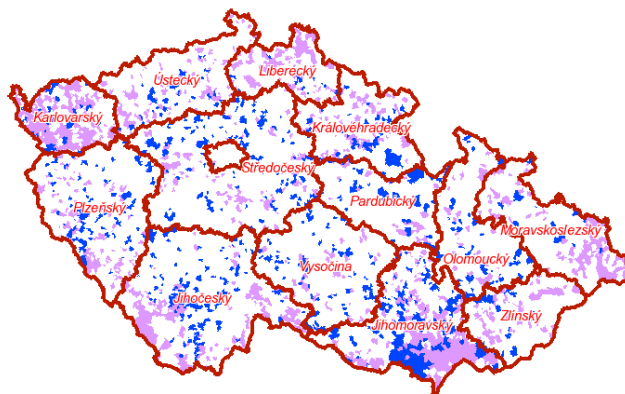 Liberecký
Ústecký
Karlovarský
Královéhradecký
Středočeský
Pardubický
Plzeňský
Moravskoslezský
Olomoucký
Vysočina
Jihočeský
Zlínský
Jihomoravský